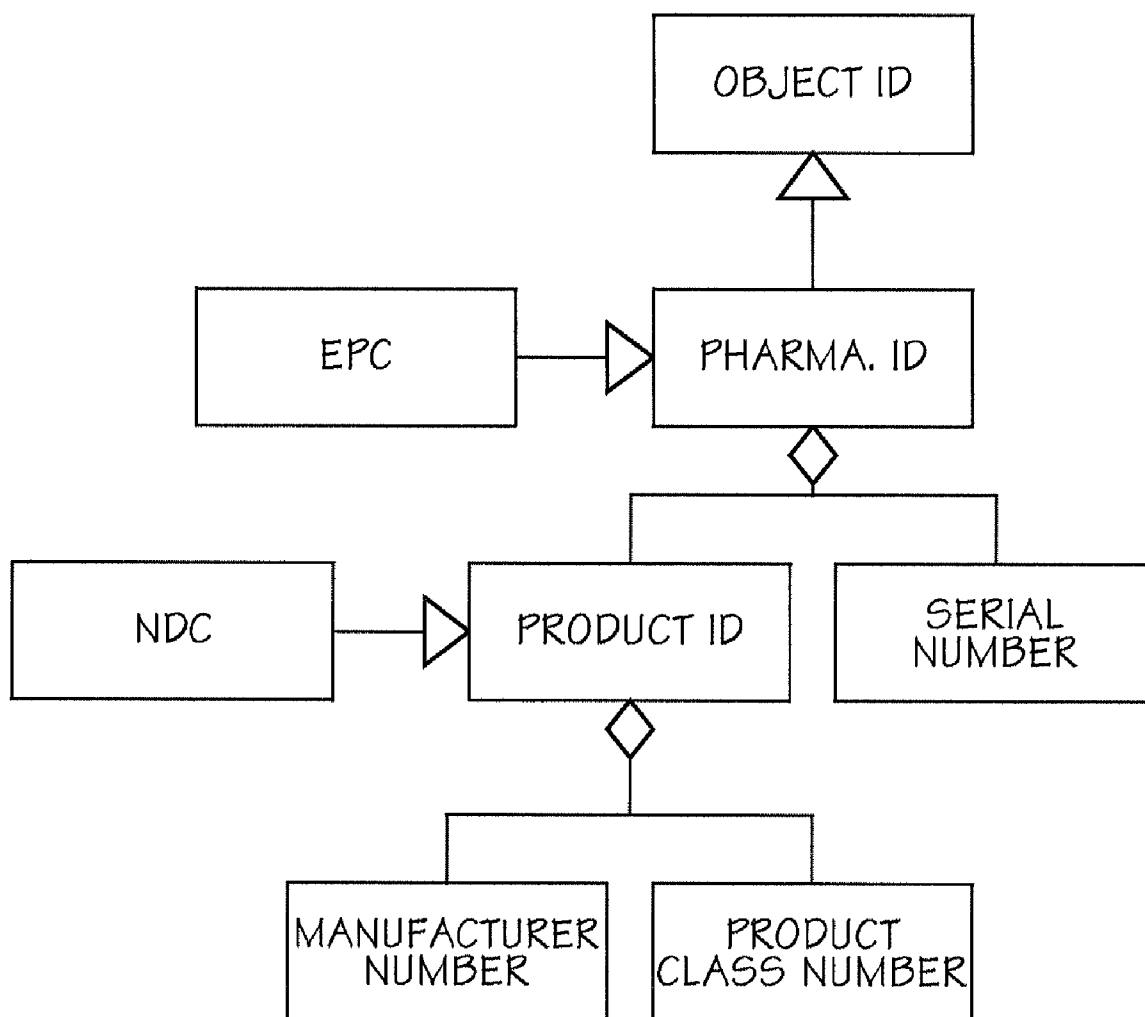 OBJECT ID
EPC
PHARMA. ID
NDC
PRODUCT ID
SERIAL
NUMBER
MANUFACTURER
NUMBER
PRODUCT
CLASS NUMBER